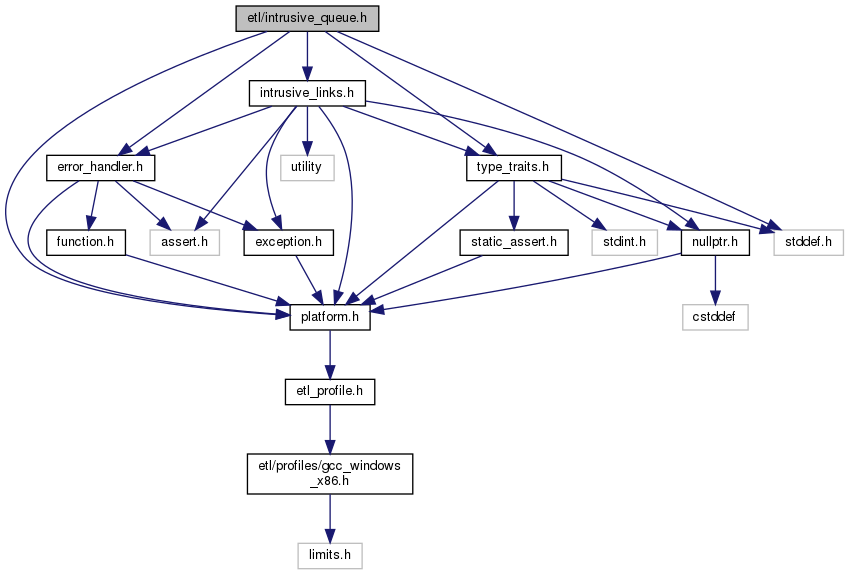 etl/intrusive_queue.h
intrusive_links.h
error_handler.h
utility
type_traits.h
function.h
assert.h
exception.h
static_assert.h
stdint.h
nullptr.h
stddef.h
platform.h
cstddef
etl_profile.h
etl/profiles/gcc_windows
_x86.h
limits.h